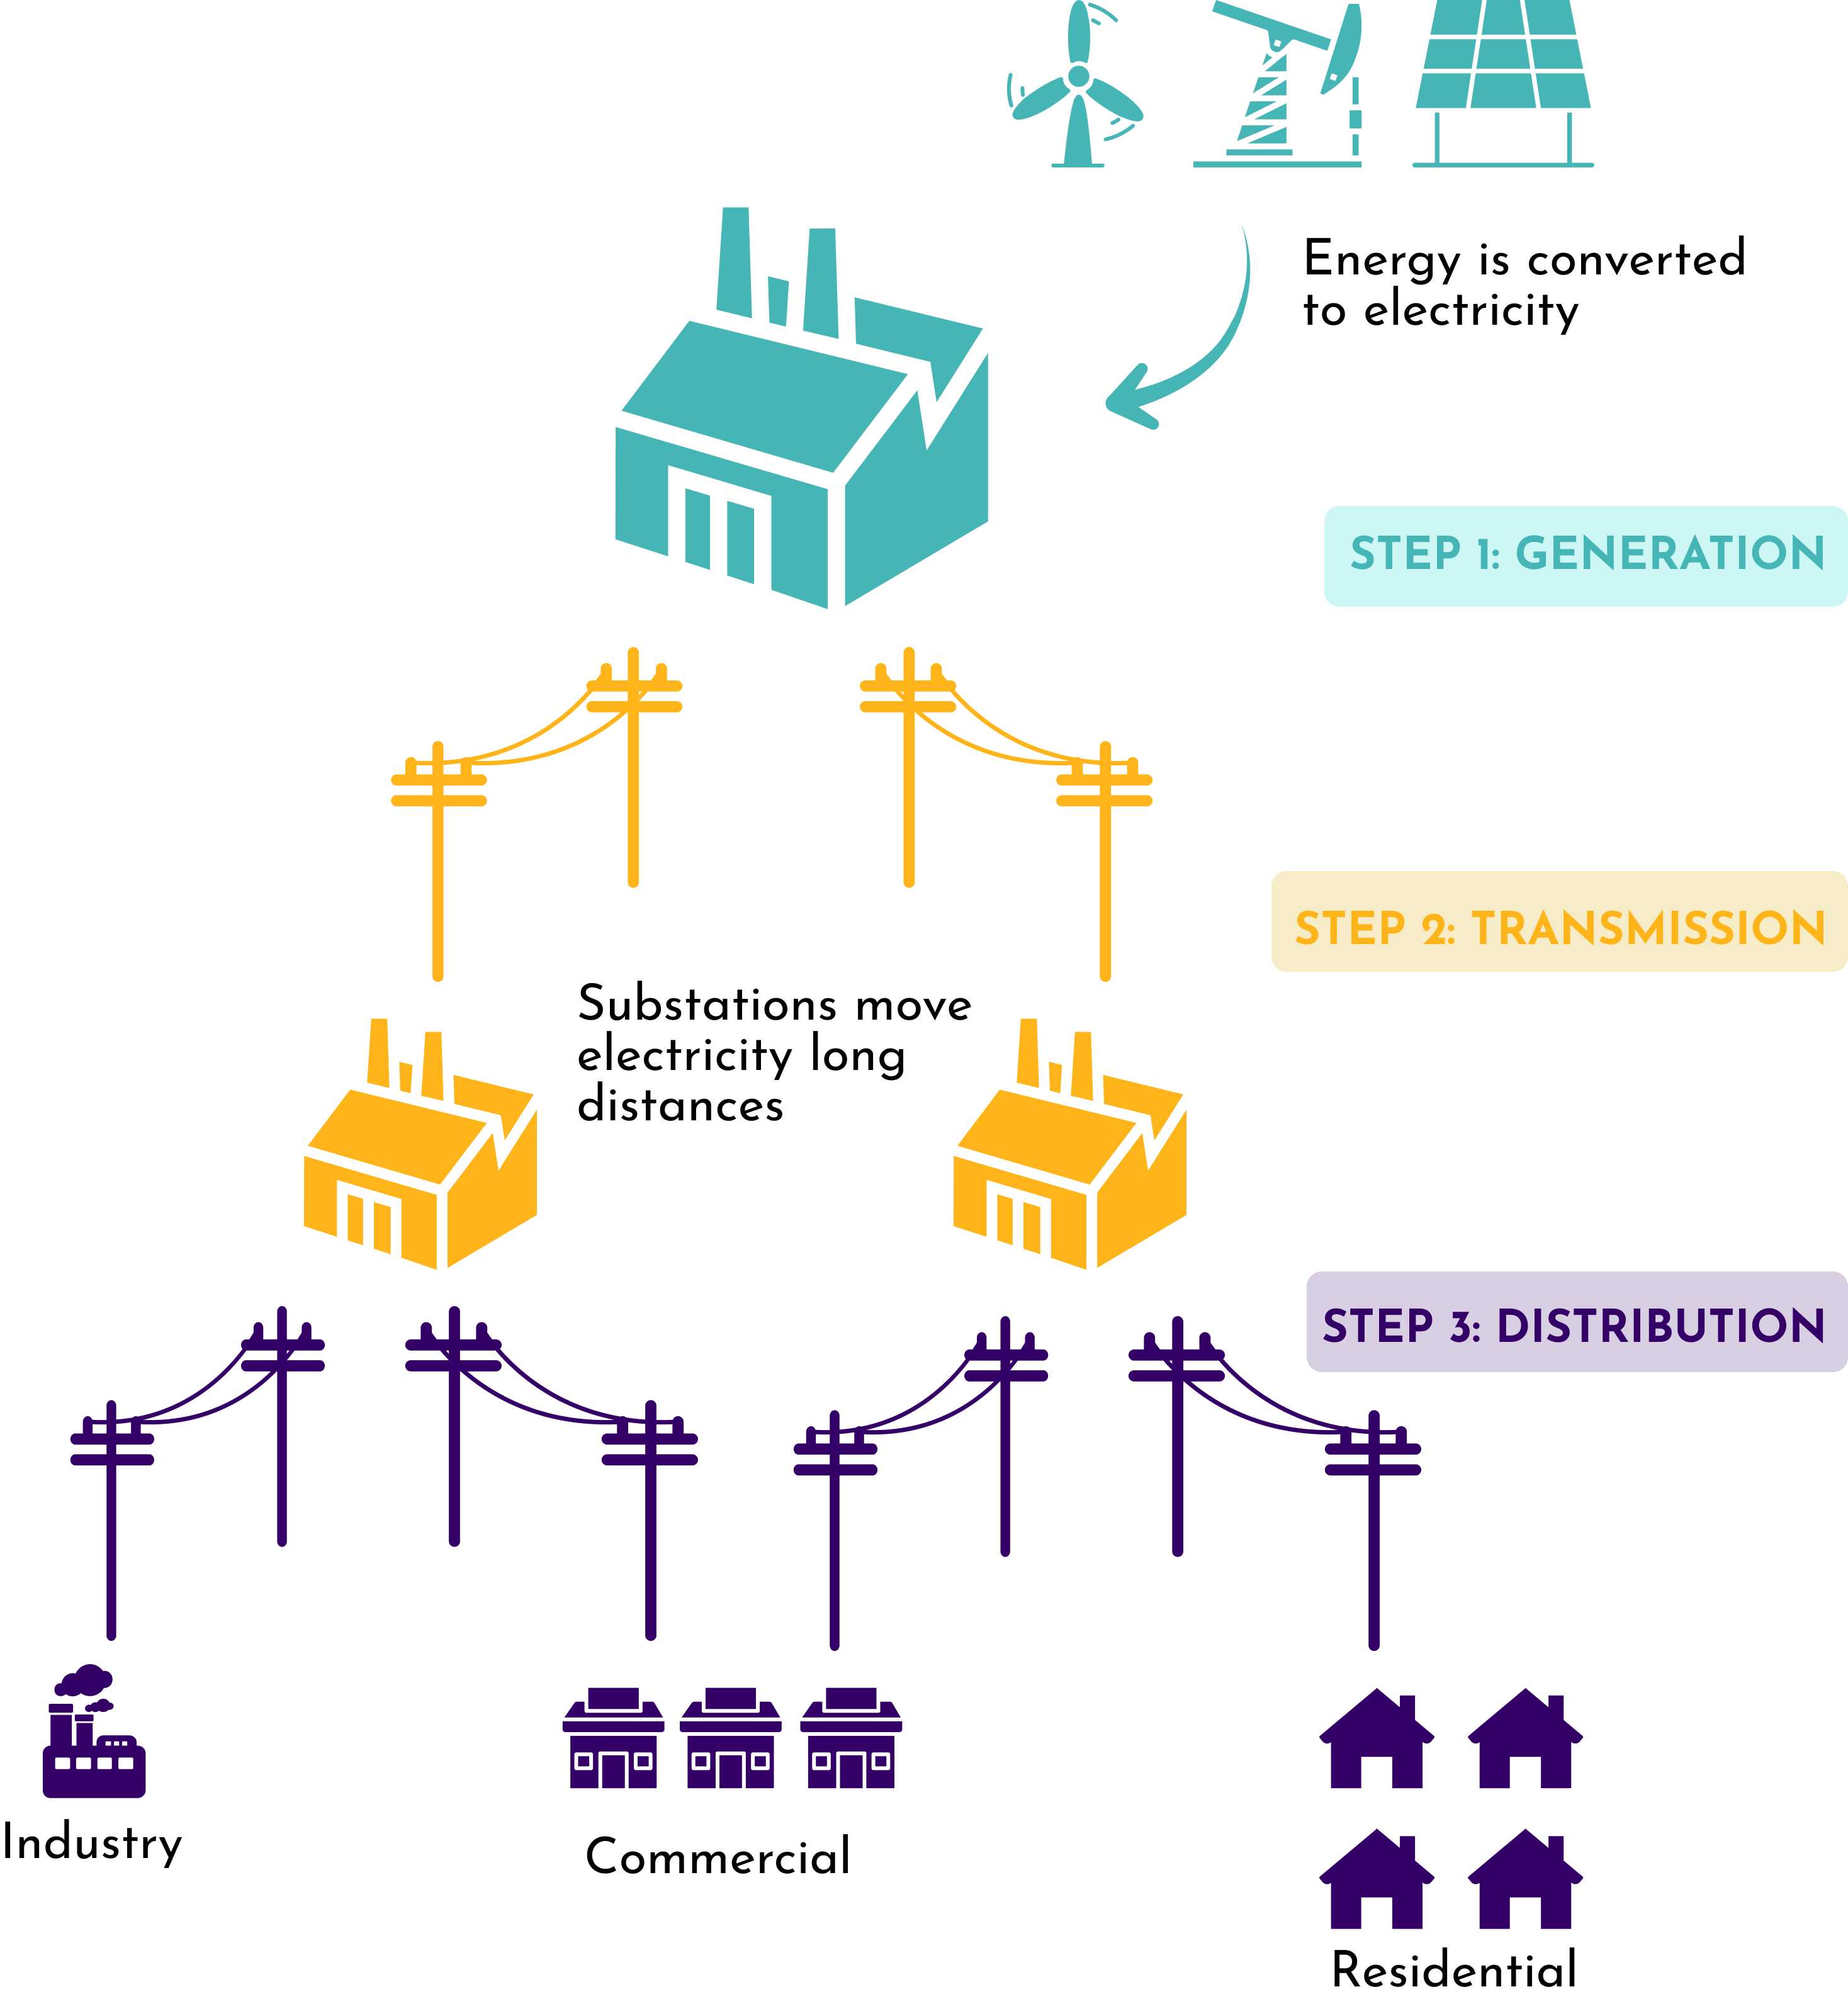 Energy is converted
to electricity
STEP 1: GENERATION
STEP 2: TRANSMISSION
Substations move
electricity long
distances
STEP 3: DISTRIBUTION
Industry
Commercial
Residential